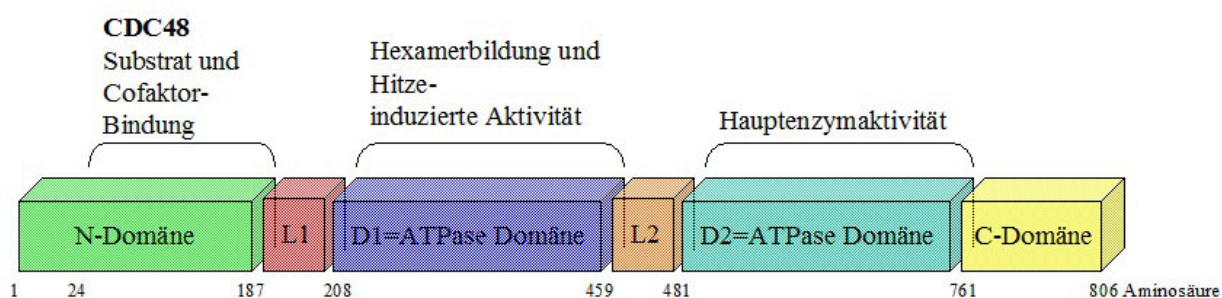 CDC48
Substrat und
Cofaktor-
Bindung
Hexamerbildung und
Hitze-
induzierte Aktivität
Hauptenzymaktivität
N-Domäne
L1
D1=ATPase Domäne
L2
D2=ATPase Domäne
C-Domäne
1 24 187 208 459 481 761 806 Aminosäure